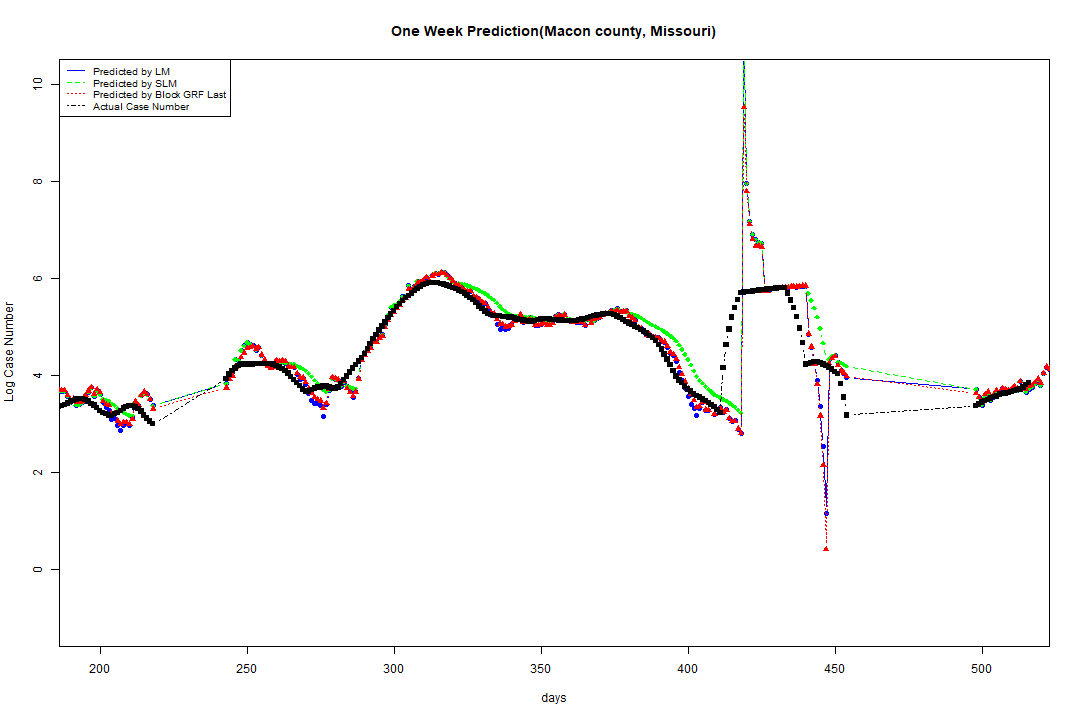 One Week Prediction(Macon county, Missouri)
Predicted by LM
Predicted by SLM
Predicted by Block GRF Last
Actual Case Number
10
8
6
4
2
0
Log Case Number
200 250 300 350 400 450 500
days